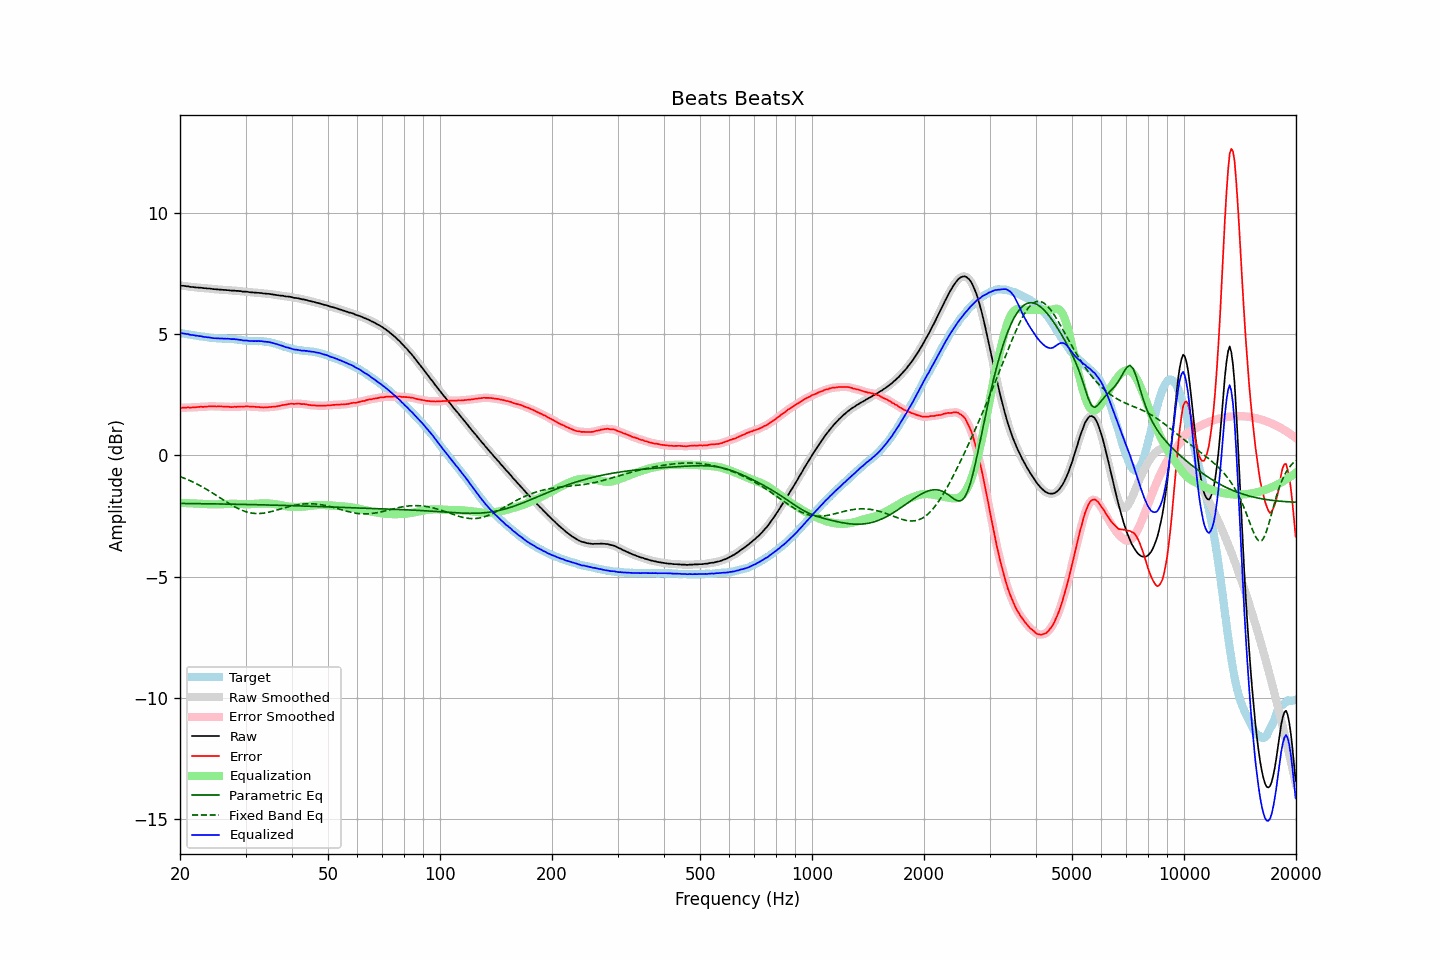 Beats BeatsX
Amplitude (dBr)
10
5
0
−5
−10
−15
Target
Raw Smoothed
Error Smoothed
Raw
Error
Equalization
Parametric Eq
Fixed Band Eq
Equalized
20 50 100 200 500 1000 2000 5000 10000 20000
Frequency (Hz)